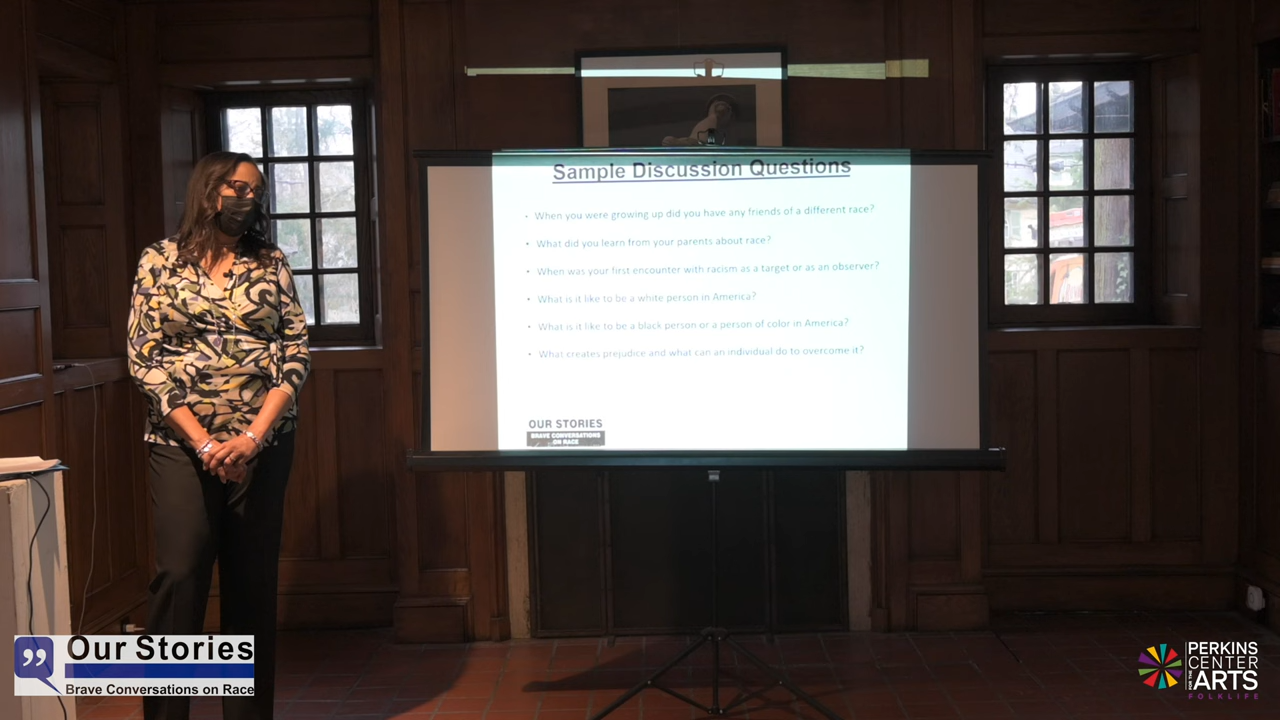 Sample Discussion Questions
• When you were growing up did you have any friends of a different race?
• What did you learn from your parents about race?
• When was your first encounter with racism as a target or as an observer?
• What is it like to be a white person in America?
• What is it like to be a black person or a person of color in America?
• What creates prejudice and what can an individual do to overcome it?
OUR STORIES
BRAVE CONVERSATIONS
ON RACE
Our Stories
Brave Conversations on Race
PERKINS
CENTER
FOR THE ARTS
FOLKLIFE